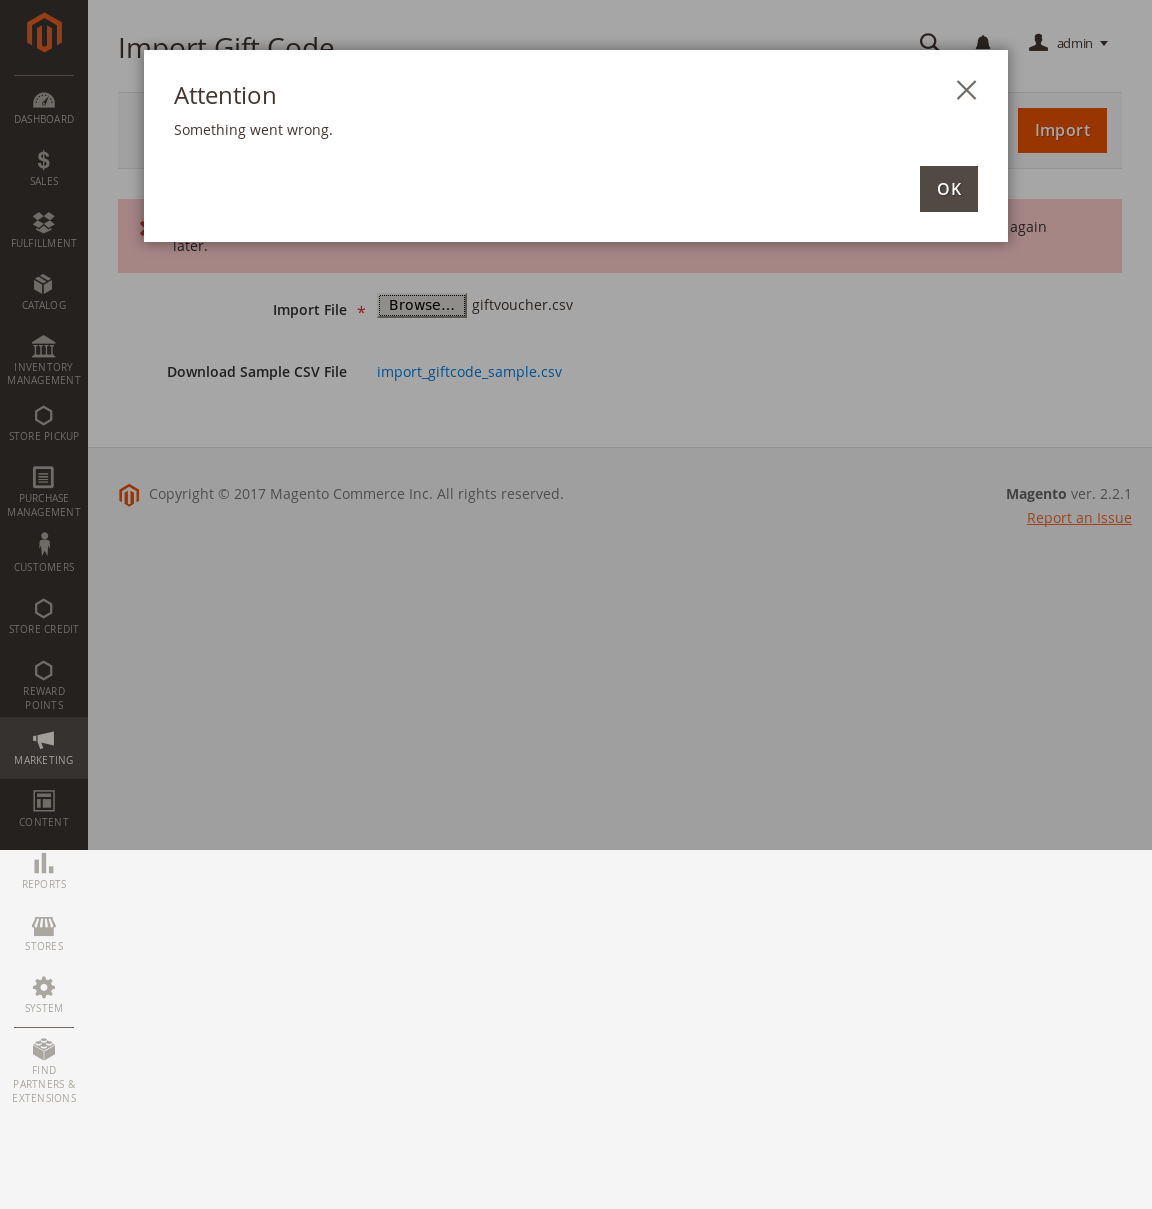 Import Gift Code
admin
Attention
Something went wrong.
OK
Import
again
later.
Import File *
Browse... giftvoucher.csv
Download Sample CSV File
import_giftcode_sample.csv
Copyright © 2017 Magento Commerce Inc. All rights reserved.
Magento ver. 2.2.1
Report an Issue
DASHBOARD
SALES
FULFILLMENT
CATALOG
INVENTORY
MANAGEMENT
STORE PICKUP
PURCHASE
MANAGEMENT
CUSTOMERS
STORE CREDIT
REWARD
POINTS
MARKETING
CONTENT
REPORTS
STORES
SYSTEM
FIND
PARTNERS &
EXTENSIONS